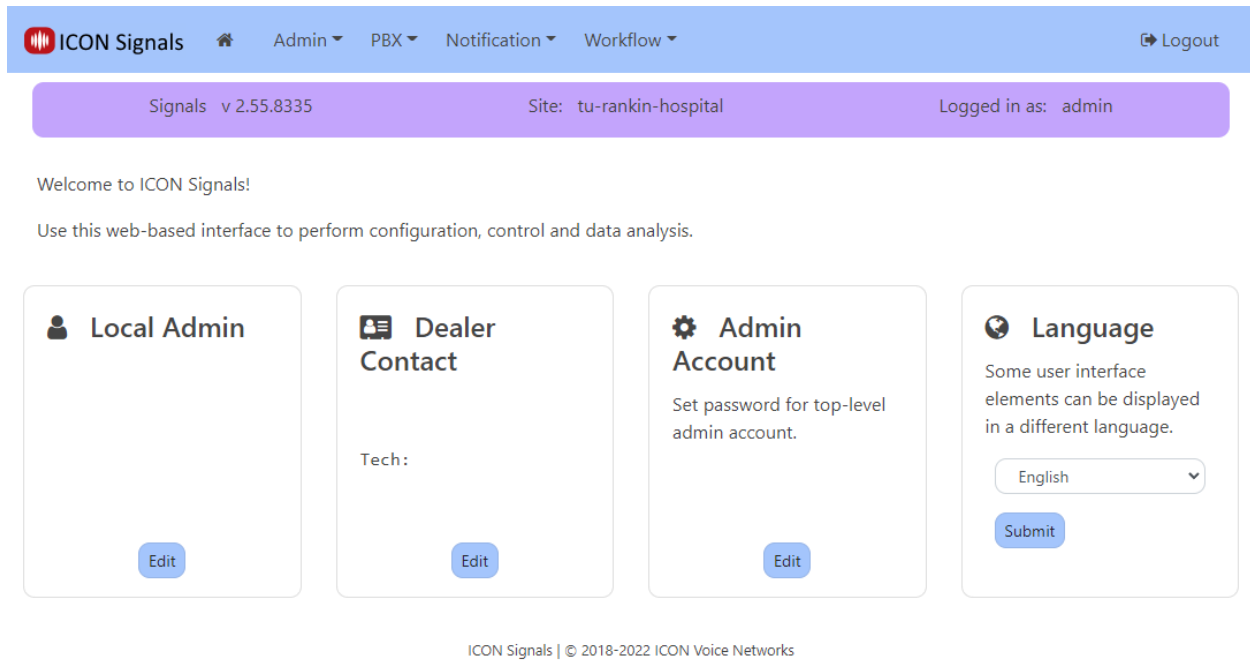 ICON Signals Admin PBX Notification Workflow Logout
Signals v 2.55.8335 Site: tu-rankin-hospital Logged in as: admin
Welcome to ICON Signals!
Use this web-based interface to perform configuration, control and data analysis.
Local Admin
Edit
Dealer
Contact
Tech:
Edit
Admin
Account
Set password for top-level
admin account.
Edit
Language
Some user interface
elements can be displayed
in a different language.
English
Submit
ICON Signals | © 2018-2022 ICON Voice Networks